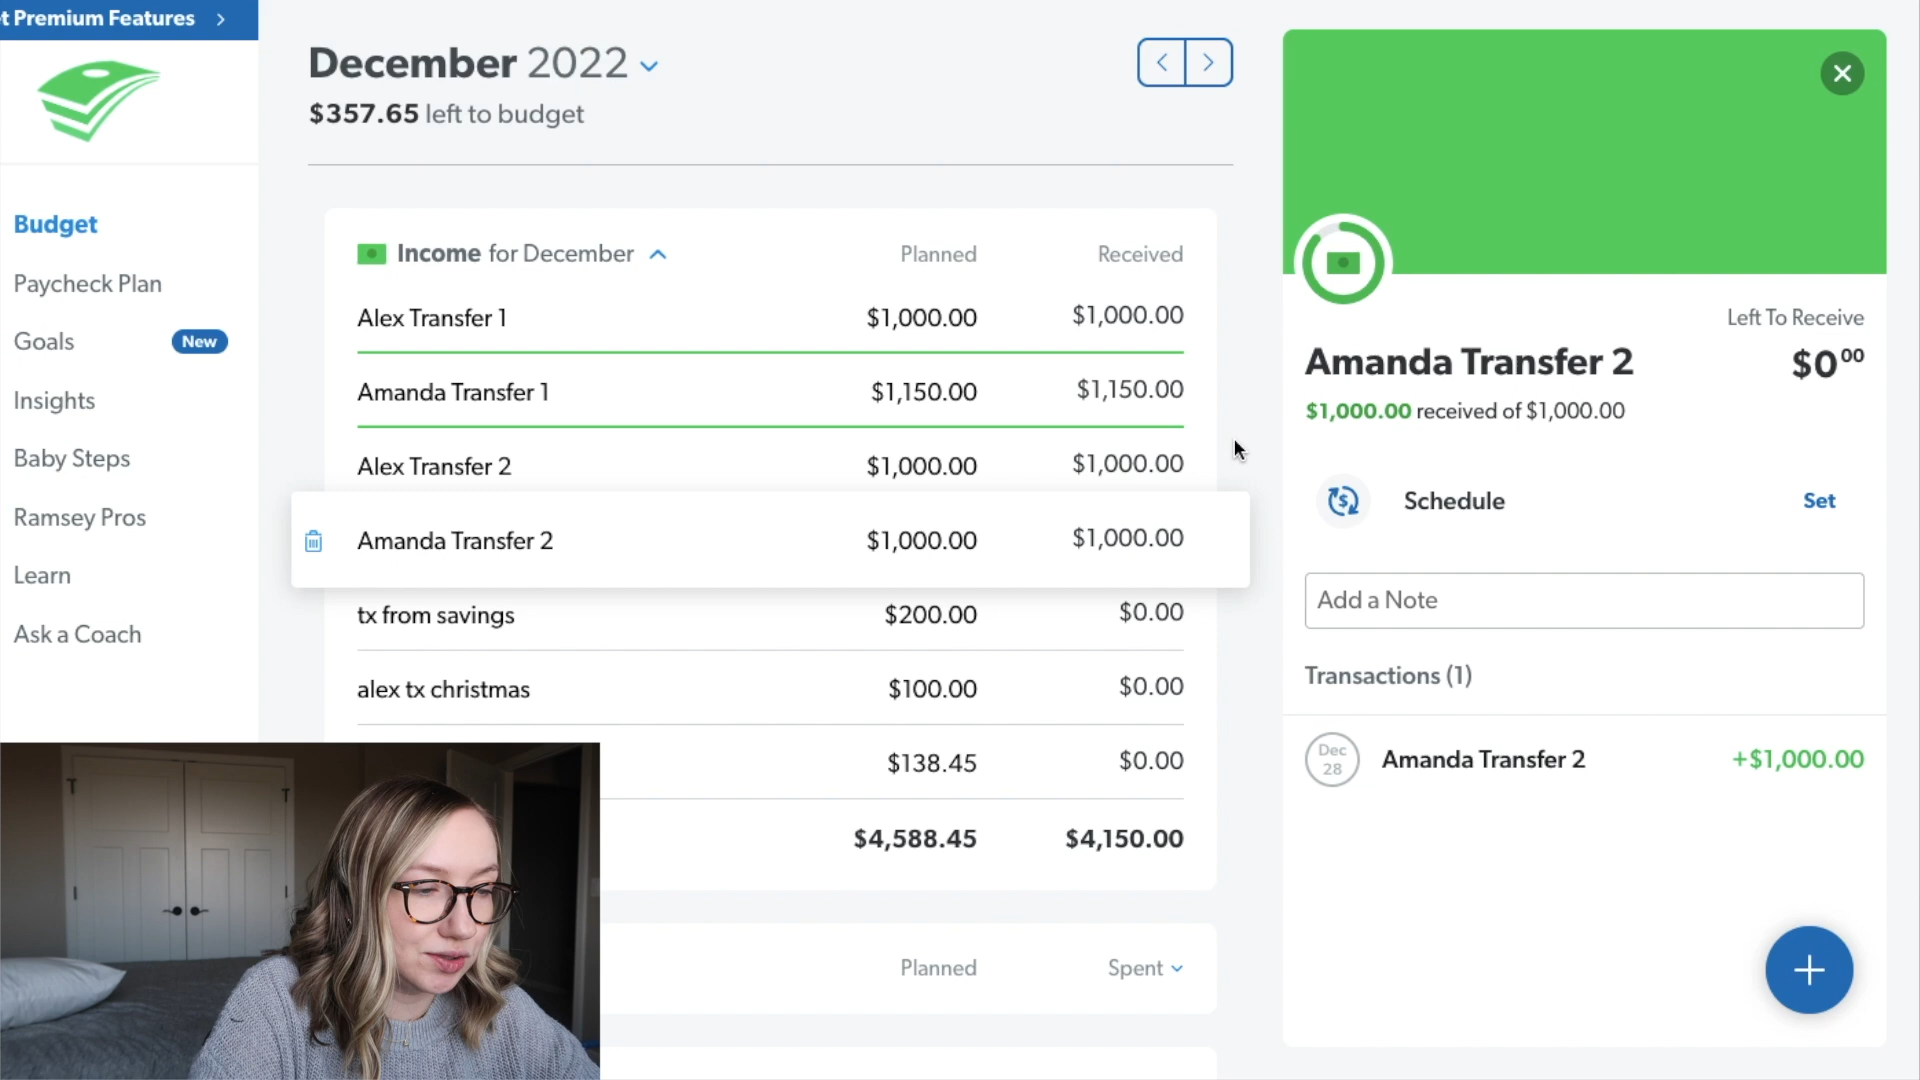 t Premium Features
Budget
Paycheck Plan
Goals New
Insights
Baby Steps
Ramsey Pros
Learn
Ask a Coach
December 2022
$357.65 left to budget
Income for December Planned Received
Alex Transfer 1 $1,000.00 $1,000.00
Amanda Transfer 1 $1,150.00 $1,150.00
Alex Transfer 2 $1,000.00 $1,000.00
Amanda Transfer 2 $1,000.00 $1,000.00
tx from savings $200.00 $0.00
alex tx christmas $100.00 $0.00
$138.45 $0.00
$4,588.45 $4,150.00
Planned Spent
Left To Receive
Amanda Transfer 2 $0⁰⁰
$1,000.00 received of $1,000.00
Schedule Set
Add a Note
Transactions (1)
Dec
28
Amanda Transfer 2 +$1,000.00